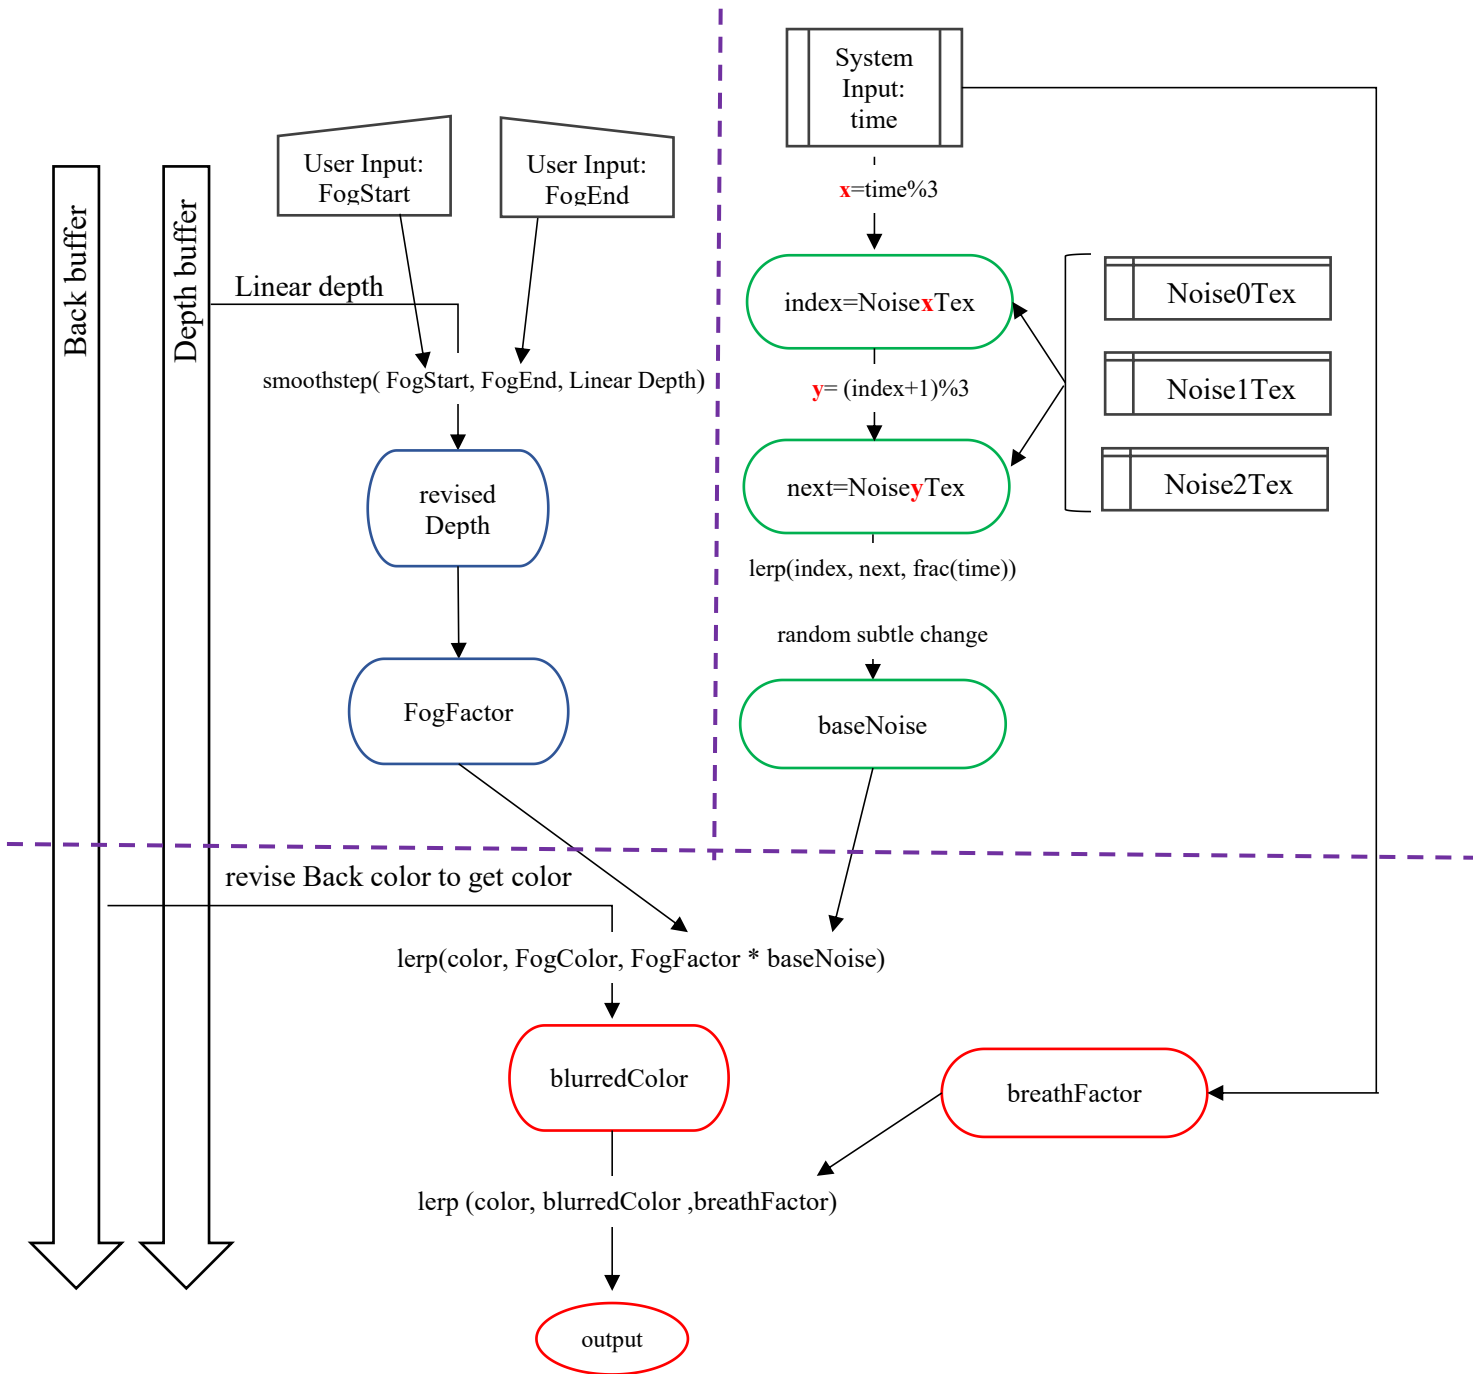 System
Input:
time
User Input:
FogStart
User Input:
FogEnd
Back buffer
Depth buffer
x=time%3
Linear depth
index=NoisexTex
Noise0Tex
smoothstep( FogStart, FogEnd, Linear Depth)
y= (index+1)%3
Noise1Tex
revised
Depth
next=NoiseyTex
Noise2Tex
lerp(index, next, frac(time))
random subtle change
FogFactor
baseNoise
revise Back color to get color
lerp(color, FogColor, FogFactor * baseNoise)
blurredColor
breathFactor
lerp (color, blurredColor ,breathFactor)
output